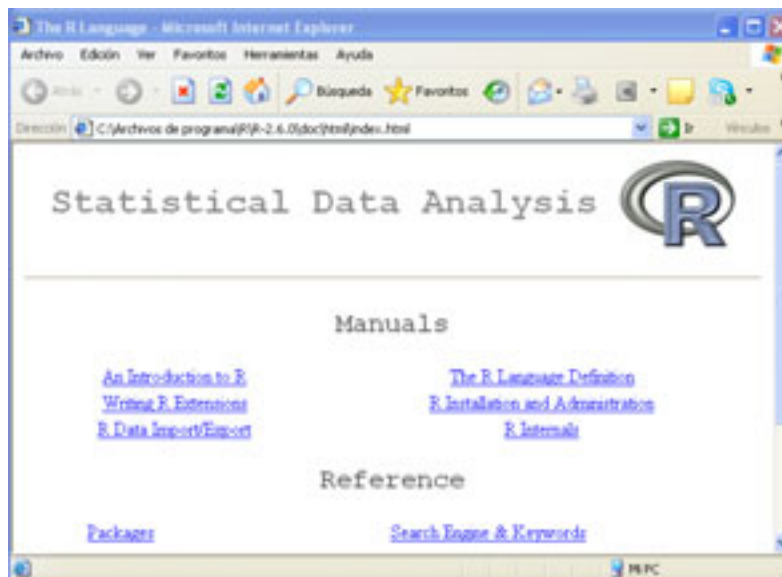 The R Language - Microsoft Internet Explorer
Archivo Edición Ver Favoritos Herramientas Ayuda
Atrás Búsqueda Favoritos
Dirección C:\Archivos de programa\R\R-2.6.0\doc\html\index.html Ir Vínculos
Statistical Data Analysis R
Manuals
An Introduction to R The R Language Definition
Writing R Extensions R Installation and Administration
R Data Import/Export R Internals
Reference
Packages Search Engine & Keywords
Mi PC